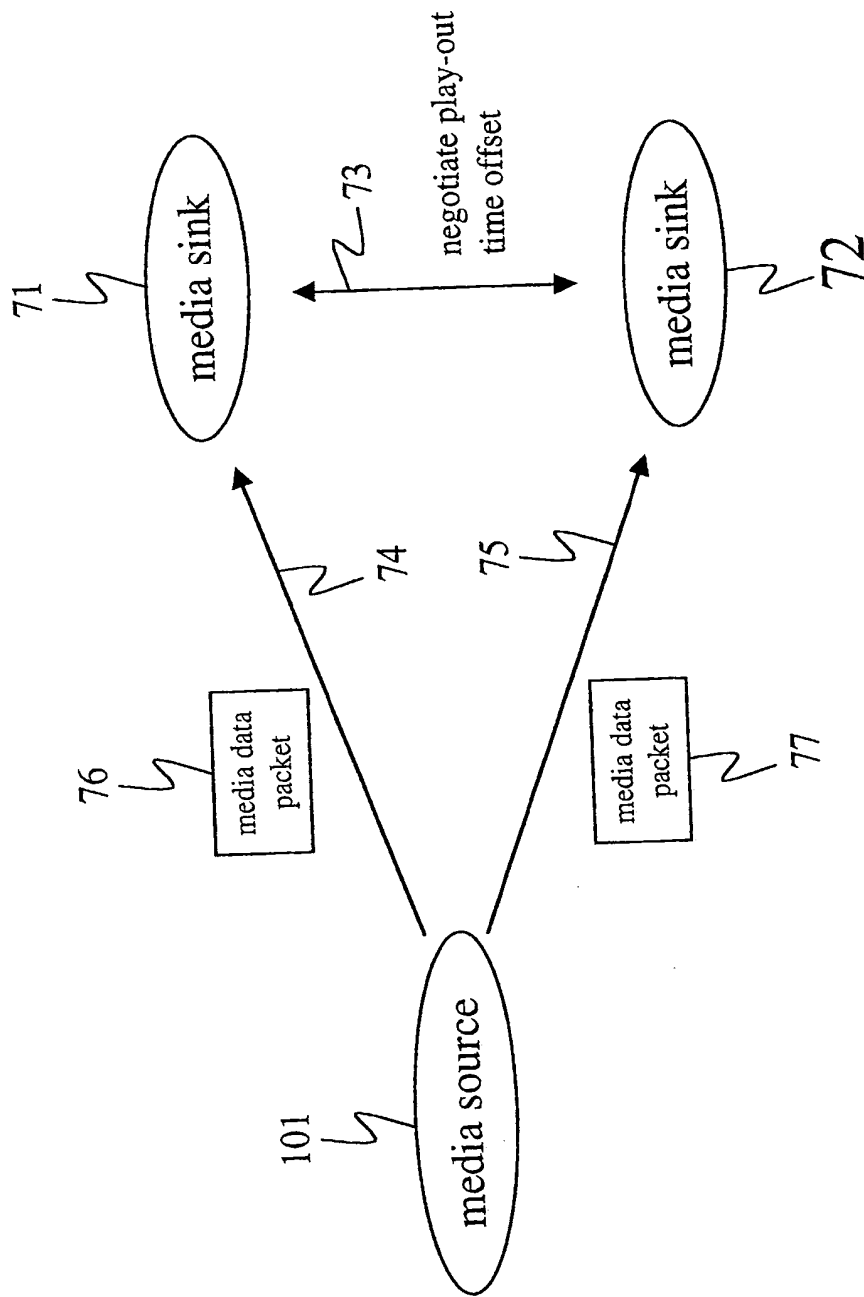 71
media sink
73
negotiate play-out
time offset
media sink
72
74
75
76
media data
packet
media data
packet
77
101
media source